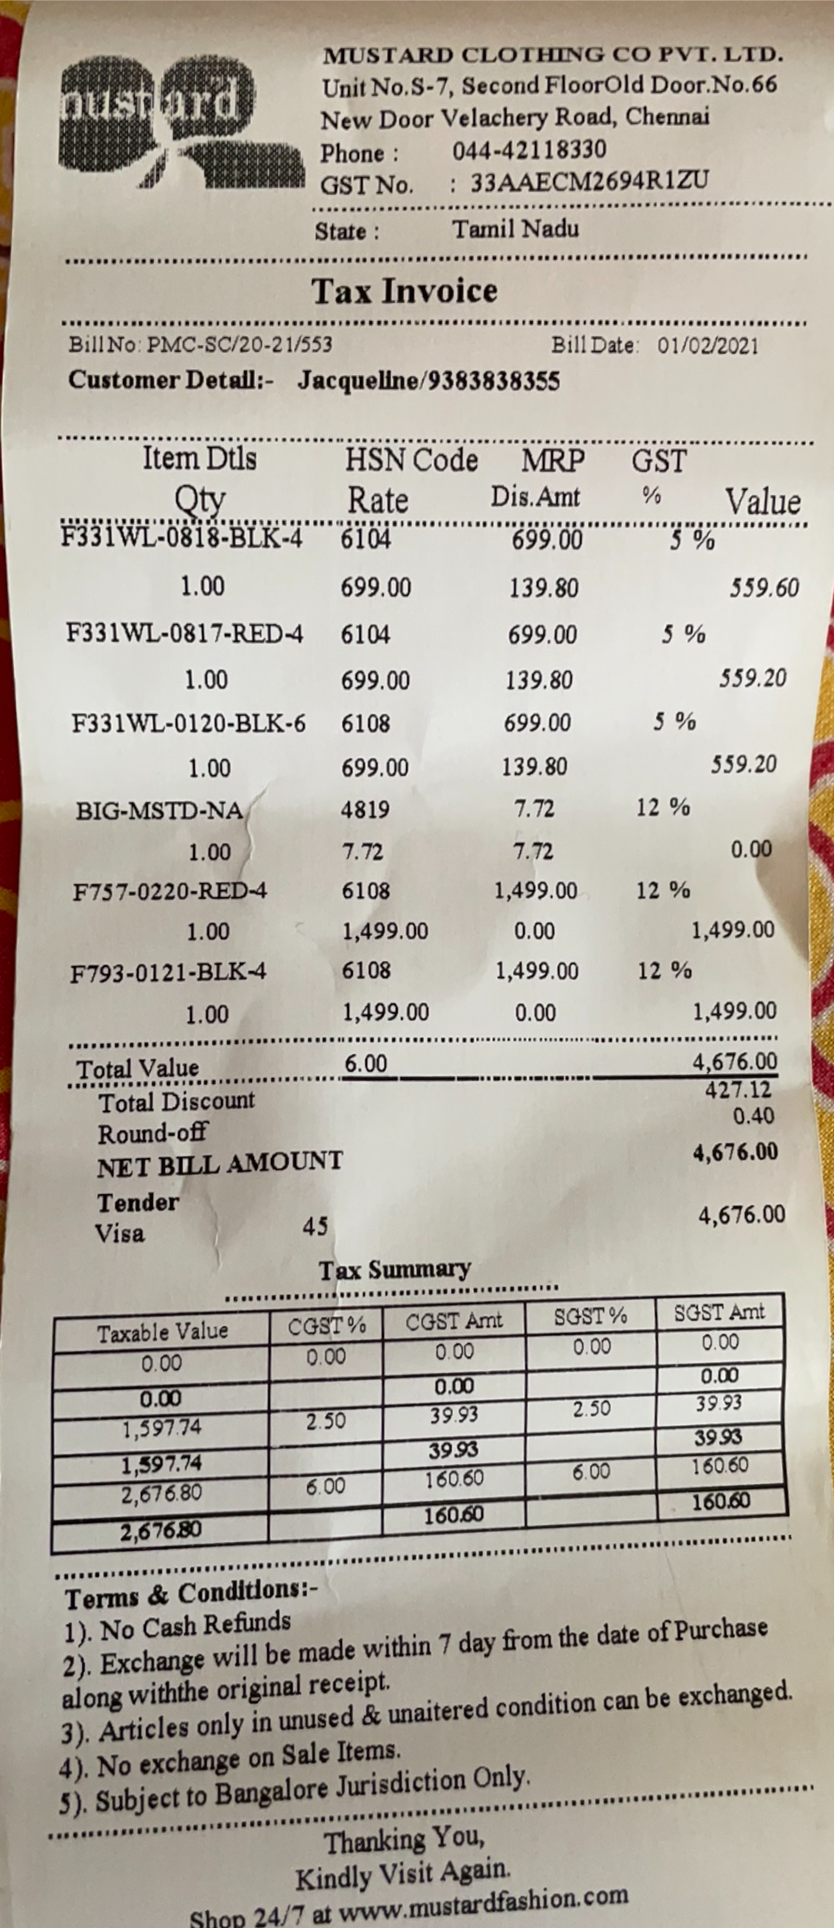 mustard
MUSTARD CLOTHING CO PVT. LTD.
Unit No.S-7, Second FloorOld Door.No.66
New Door Velachery Road, Chennai
Phone : 044-42118330
GST No. : 33AAECM2694R1ZU
State : Tamil Nadu
Tax Invoice
Bill No: PMC-SC/20-21/553 Bill Date: 01/02/2021
Customer Detail:- Jacqueline/9383838355
Item Dtls HSN Code MRP GST
Qty Rate Dis.Amt % Value
F331WL-0818-BLK-4 6104 699.00 5 %
1.00 699.00 139.80 559.60
F331WL-0817-RED-4 6104 699.00 5 %
1.00 699.00 139.80 559.20
F331WL-0120-BLK-6 6108 699.00 5 %
1.00 699.00 139.80 559.20
BIG-MSTD-NA 4819 7.72 12 %
1.00 7.72 7.72 0.00
F757-0220-RED-4 6108 1,499.00 12 %
1.00 1,499.00 0.00 1,499.00
F793-0121-BLK-4 6108 1,499.00 12 %
1.00 1,499.00 0.00 1,499.00
Total Value 6.00 4,676.00
Total Discount 427.12
Round-off 0.40
NET BILL AMOUNT 4,676.00
Tender
Visa 45 4,676.00
Tax Summary
Taxable Value CGST % CGST Amt SGST % SGST Amt
0.00 0.00 0.00 0.00 0.00
0.00 0.00 0.00
1,597.74 2.50 39.93 2.50 39.93
1,597.74 39.93 39.93
2,676.80 6.00 160.60 6.00 160.60
2,676.80 160.60 160.60
Terms & Conditions:-
1). No Cash Refunds
2). Exchange will be made within 7 day from the date of Purchase
along withthe original receipt.
3). Articles only in unused & unaitered condition can be exchanged.
4). No exchange on Sale Items.
5). Subject to Bangalore Jurisdiction Only.
Thanking You,
Kindly Visit Again.
Shop 24/7 at www.mustardfashion.com